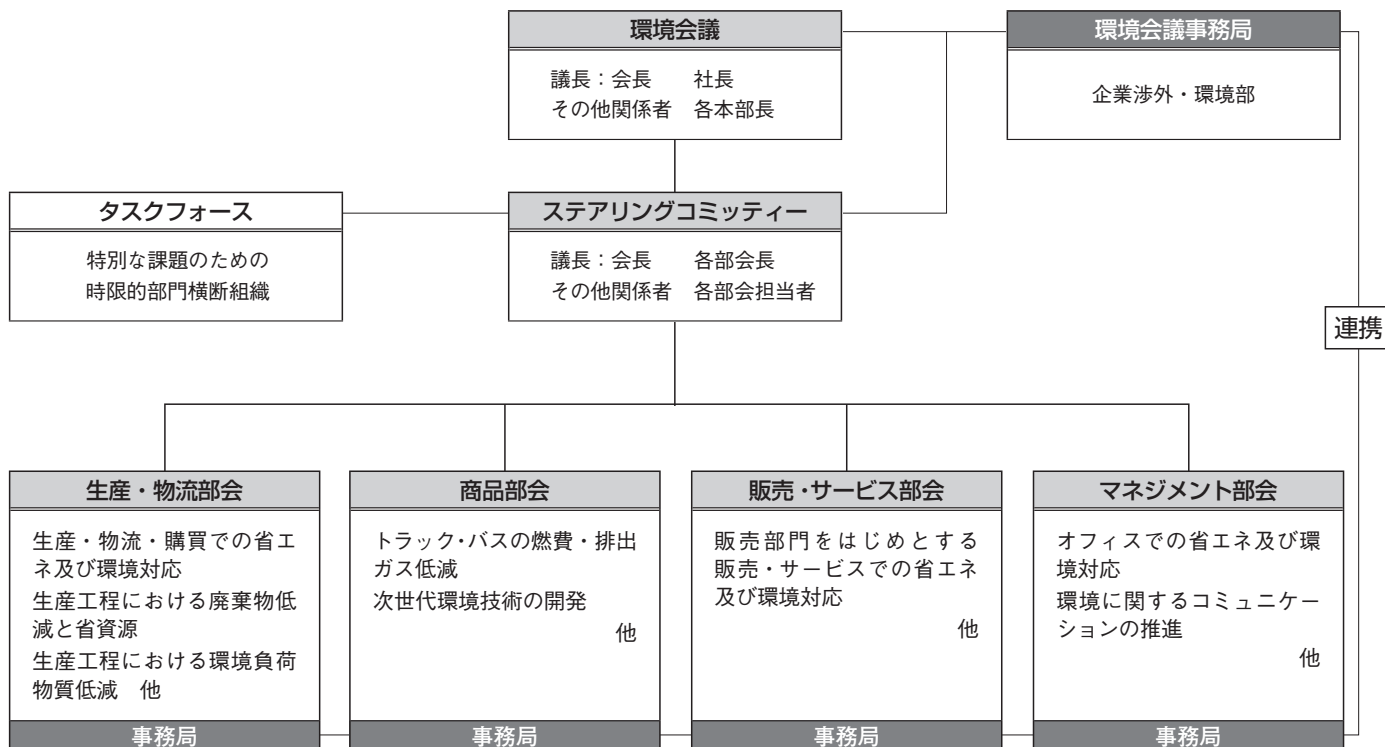 環境会議
議長：会長　　社長
その他関係者　各本部長
環境会議事務局
企業渉外・環境部
タスクフォース
特別な課題のための
時限的部門横断組織
ステアリングコミッティー
議長：会長　　各部会長
その他関係者　各部会担当者
連携
生産・物流部会
生産・物流・購買での省エ
ネ及び環境対応
生産工程における廃棄物低
減と省資源
生産工程における環境負荷
物質低減　他
事務局
商品部会
トラック・バスの燃費・排出
ガス低減
次世代環境技術の開発
他
事務局
販売・サービス部会
販売部門をはじめとする
販売・サービスでの省エネ
及び環境対応
他
事務局
マネジメント部会
オフィスでの省エネ及び環
境対応
環境に関するコミュニケー
ションの推進
他
事務局